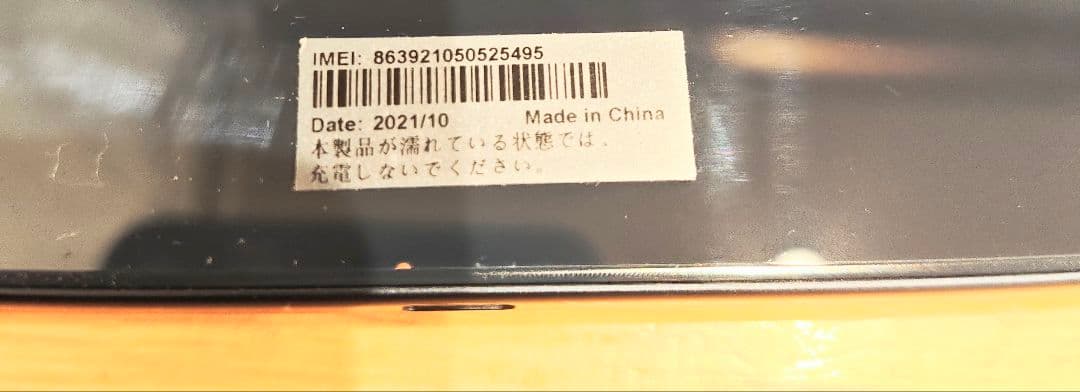 IMEI: 863921050525495
Date: 2021/10 Made in China
本製品が濡れている状態では、
充電しないでください。